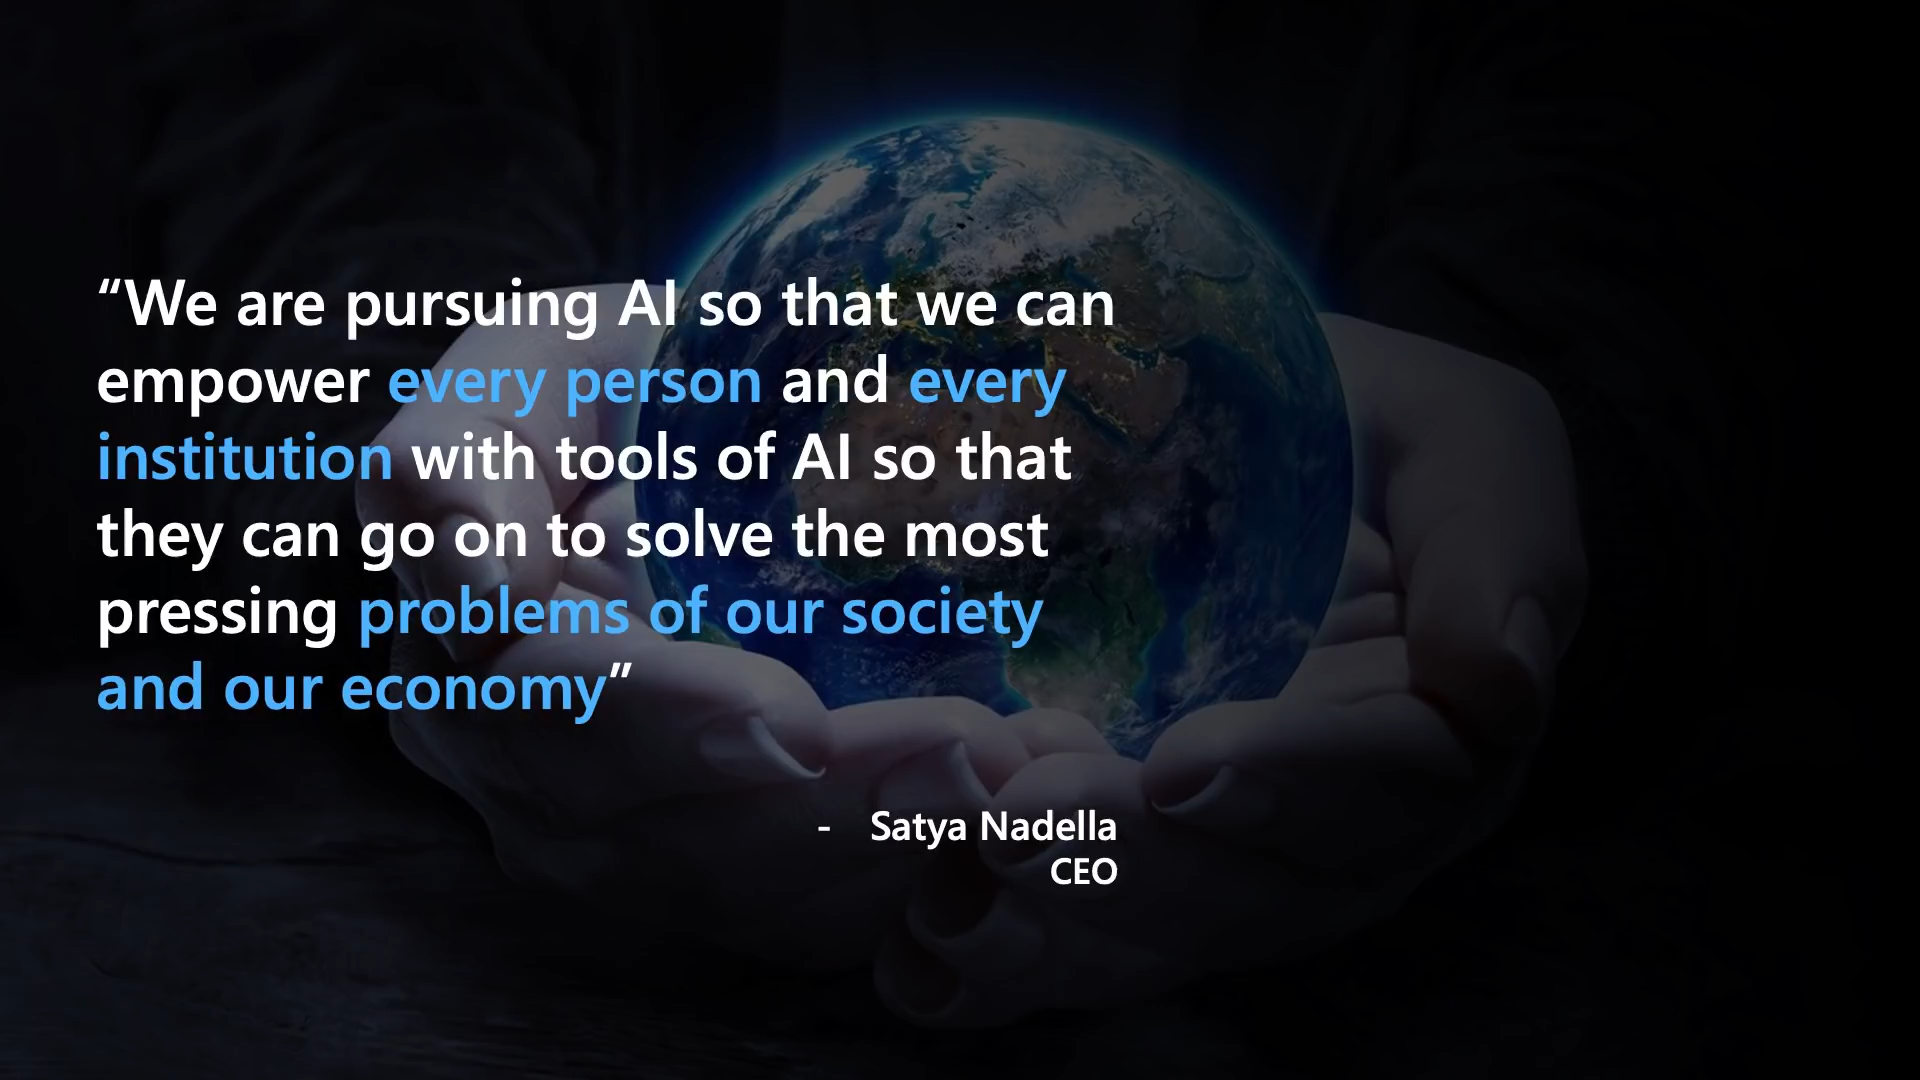 “We are pursuing AI so that we can
empower every person and every
institution with tools of AI so that
they can go on to solve the most
pressing problems of our society
and our economy”
- Satya Nadella
CEO